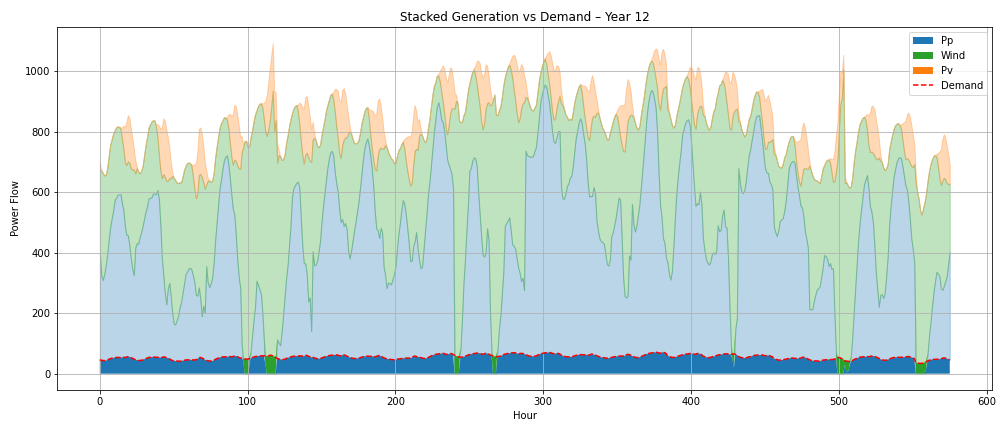 Stacked Generation vs Demand – Year 12
Pp
Wind
Pv
Demand
Power Flow
1000
800
600
400
200
0
0 100 200 300 400 500 600
Hour